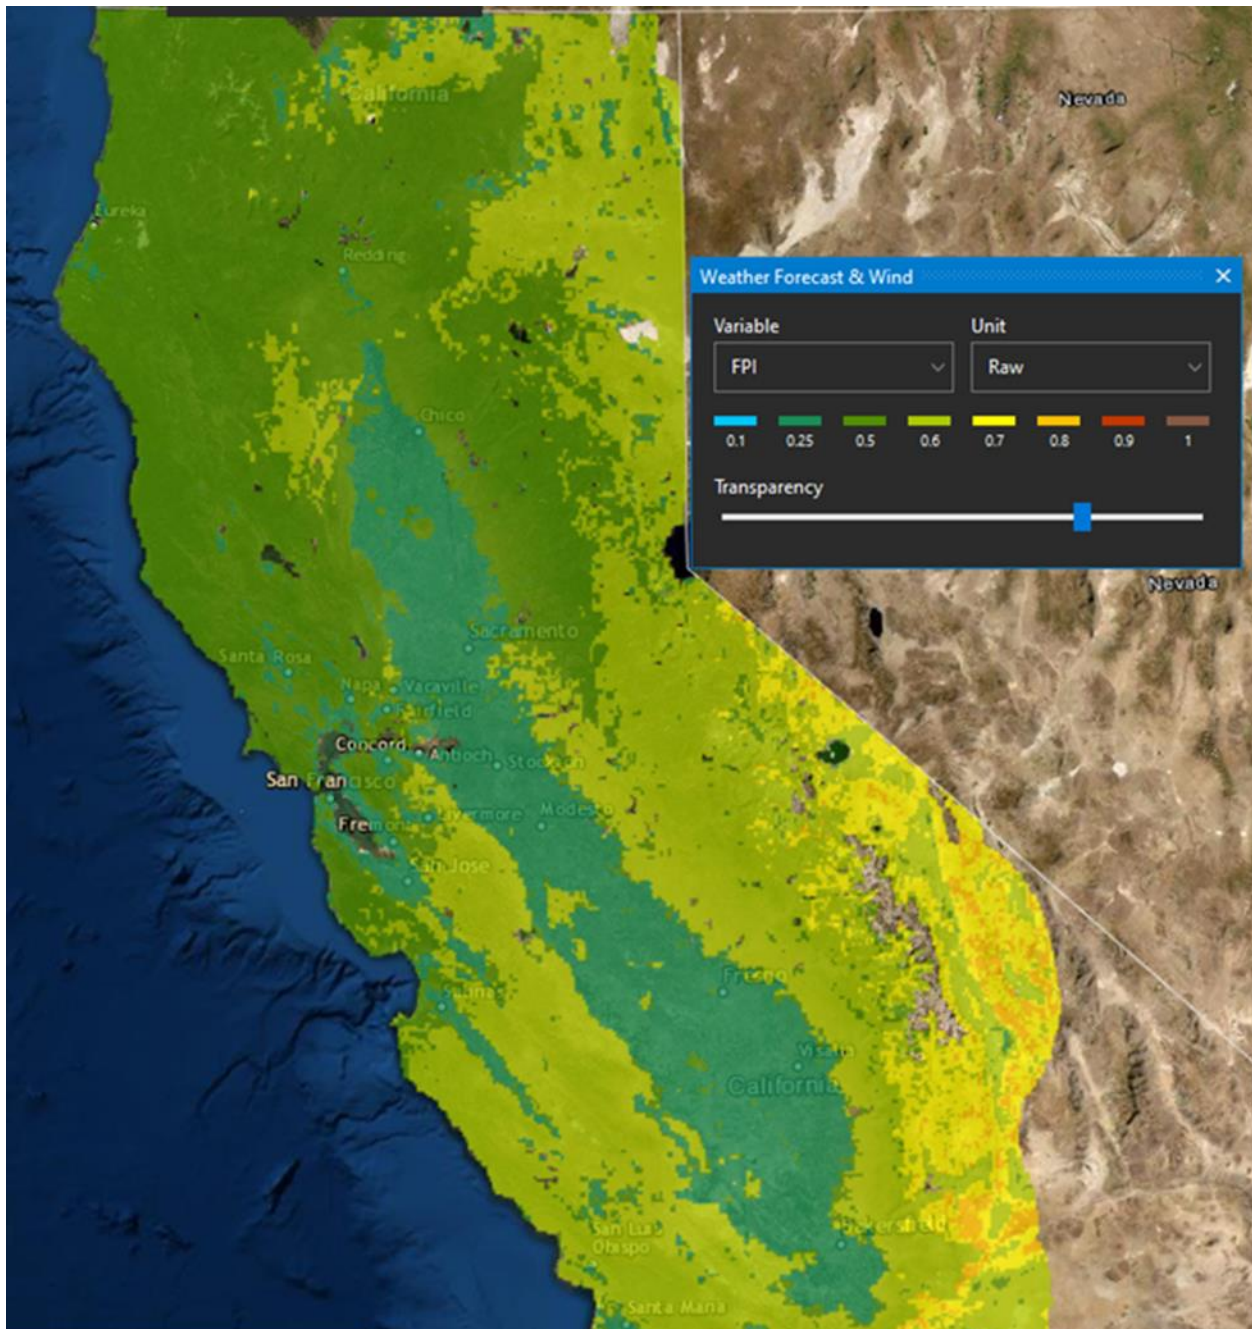 California
Nevada
Eureka
Redding
Weather Forecast & Wind
Variable
Unit
FPI
Raw
0.1 0.25 0.5 0.6 0.7 0.8 0.9 1
Transparency
Chico
Nevada
Sacramento
Santa Rosa
Napa
Vacaville
Fairfield
Concord
Antioch
Stockton
San Francisco
Livermore
Modesto
Fremont
San Jose
Fresno
Salinas
Visalia
California
Bakersfield
San Luis
Obispo
Santa Maria